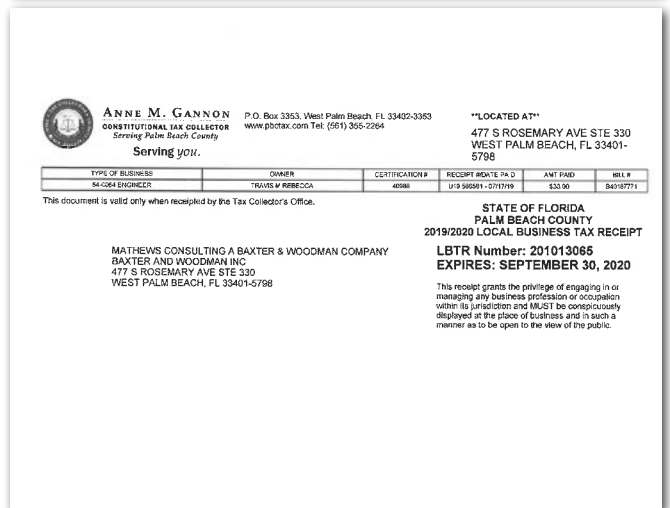 ANNE M. GANNON
CONSTITUTIONAL TAX COLLECTOR
Serving Palm Beach County
Serving you.
P.O. Box 3353, West Palm Beach, FL 33402-3353
www.pbctax.com Tel: (561) 355-2264
**LOCATED AT**
477 S ROSEMARY AVE STE 330
WEST PALM BEACH, FL 33401-
5798
TYPE OF BUSINESS OWNER CERTIFICATION # RECEIPT #/DATE PAID AMT PAID BILL #
54-0064 ENGINEER TRAVIS M REBECCA 40988 U19 - 07/17/19 $33.00 B40187771
This document is valid only when receipted by the Tax Collector's Office.
STATE OF FLORIDA
PALM BEACH COUNTY
2019/2020 LOCAL BUSINESS TAX RECEIPT
MATHEWS CONSULTING A BAXTER & WOODMAN COMPANY
BAXTER AND WOODMAN INC
477 S ROSEMARY AVE STE 330
WEST PALM BEACH, FL 33401-5798
LBTR Number: 201013065
EXPIRES: SEPTEMBER 30, 2020
This receipt grants the privilege of engaging in or
managing any business profession or occupation
within its jurisdiction and MUST be conspicuously
displayed at the place of business and in such a
manner as to be open to the view of the public.